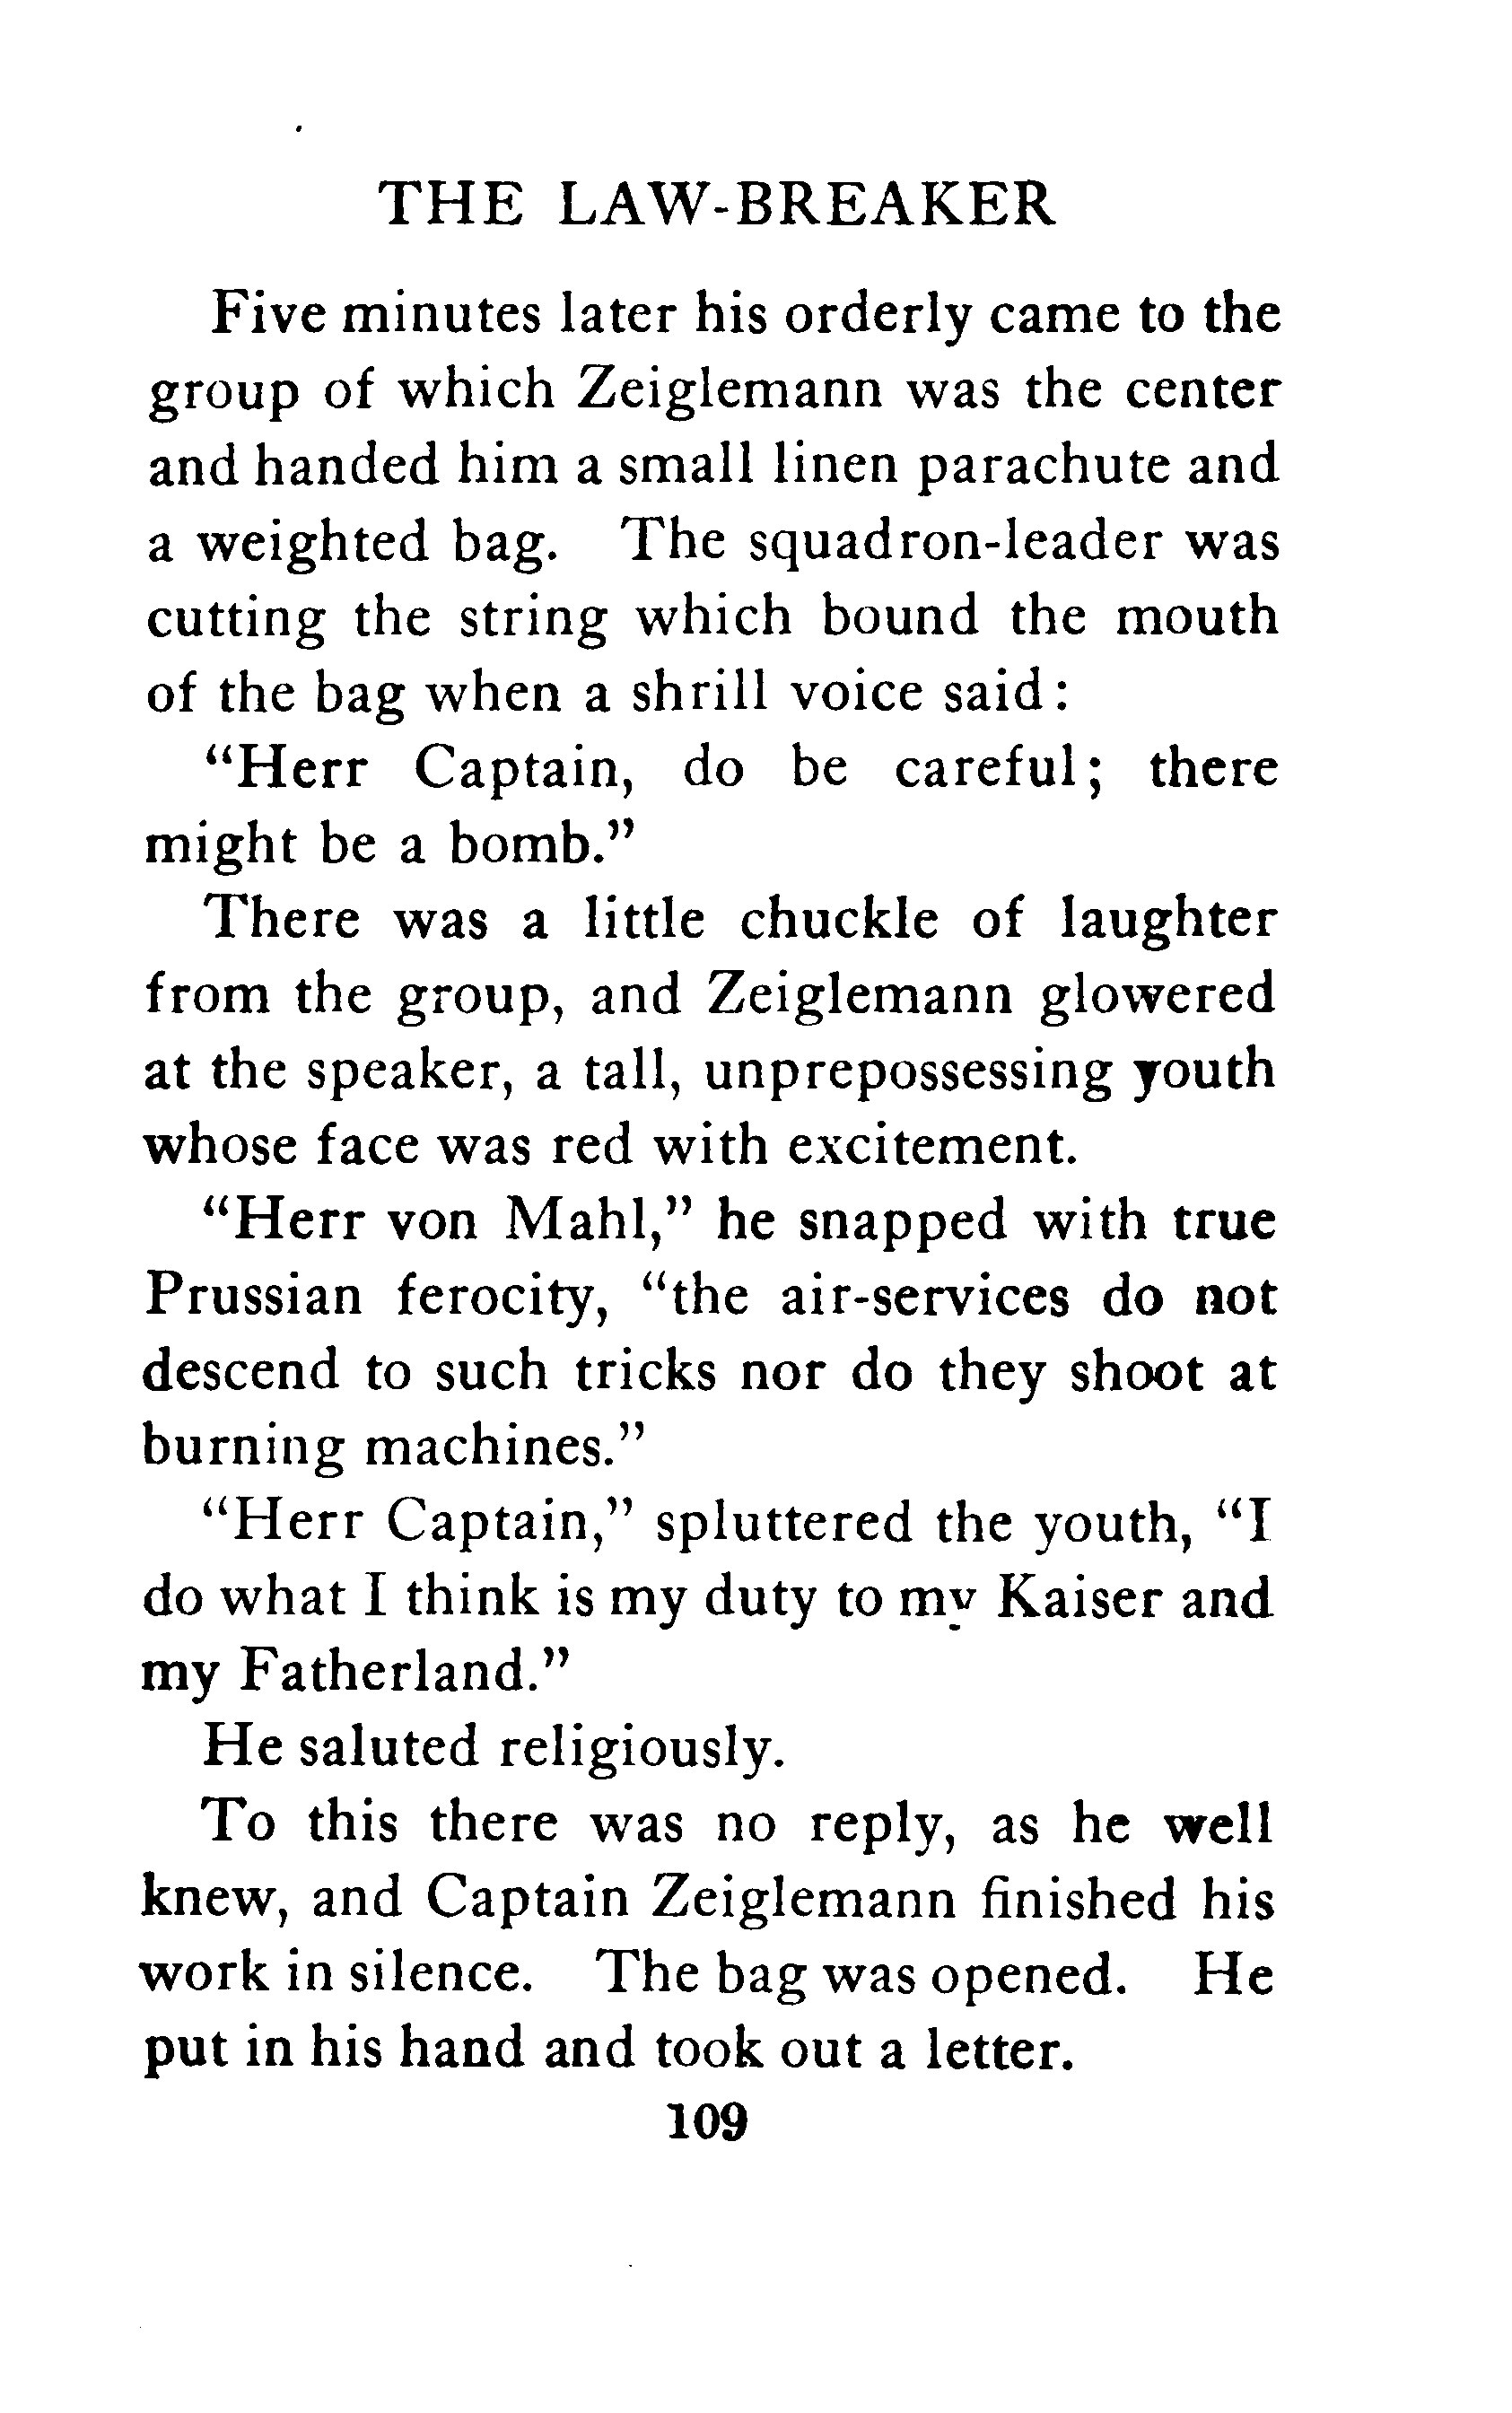 THE LAW-BREAKER
Five minutes later his orderly came to the
group of which Zeiglemann was the center
and handed him a small linen parachute and
a weighted bag. The squadron-leader was
cutting the string which bound the mouth
of the bag when a shrill voice said:
"Herr Captain, do be careful; there
might be a bomb."
There was a little chuckle of laughter
from the group, and Zeiglemann glowered
at the speaker, a tall, unprepossessing youth
whose face was red with excitement.
"Herr von Mahl," he snapped with true
Prussian ferocity, "the air-services do not
descend to such tricks nor do they shoot at
burning machines."
"Herr Captain," spluttered the youth, "I
do what I think is my duty to my Kaiser and
my Fatherland."
He saluted religiously.
To this there was no reply, as he well
knew, and Captain Zeiglemann finished his
work in silence. The bag was opened. He
put in his hand and took out a letter.
109